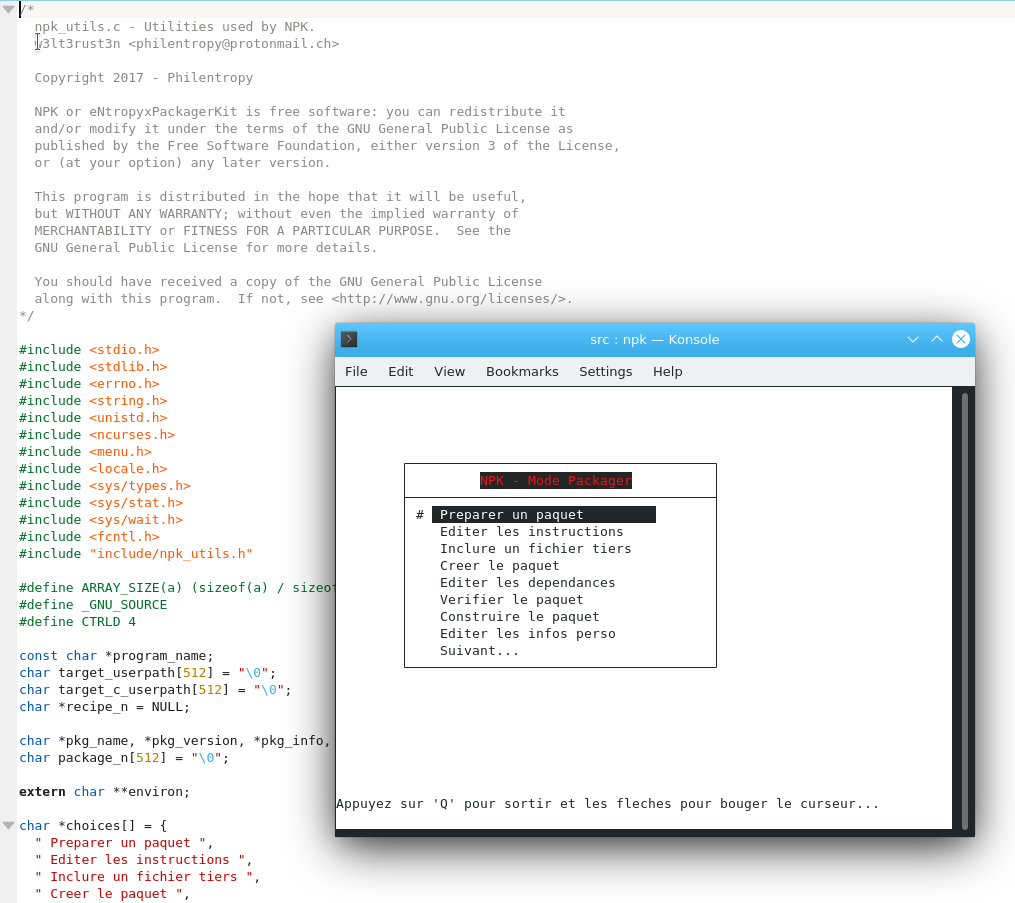 /*
npk_utils.c - Utilities used by NPK.
w3lt3rust3n <philentropy@protonmail.ch>
Copyright 2017 - Philentropy
NPK or eNtropyxPackagerKit is free software: you can redistribute it
and/or modify it under the terms of the GNU General Public License as
published by the Free Software Foundation, either version 3 of the License,
or (at your option) any later version.
This program is distributed in the hope that it will be useful,
but WITHOUT ANY WARRANTY; without even the implied warranty of
MERCHANTABILITY or FITNESS FOR A PARTICULAR PURPOSE.  See the
GNU General Public License for more details.
You should have received a copy of the GNU General Public License
along with this program.  If not, see <http://www.gnu.org/licenses/>.
*/
#include <stdio.h>
#include <stdlib.h>
#include <errno.h>
#include <string.h>
#include <unistd.h>
#include <ncurses.h>
#include <menu.h>
#include <locale.h>
#include <sys/types.h>
#include <sys/stat.h>
#include <sys/wait.h>
#include <fcntl.h>
#include "include/npk_utils.h"
#define ARRAY_SIZE(a) (sizeof(a) / sizeof
#define _GNU_SOURCE
#define CTRLD 4
const char *program_name;
char target_userpath[512] = "\0";
char target_c_userpath[512] = "\0";
char *recipe_n = NULL;
char *pkg_name, *pkg_version, *pkg_info,
char package_n[512] = "\0";
extern char **environ;
char *choices[] = {
" Preparer un paquet ",
" Editer les instructions ",
" Inclure un fichier tiers ",
" Creer le paquet ",
src : npk — Konsole
File Edit View Bookmarks Settings Help
NPK - Mode Packager
# Preparer un paquet
Editer les instructions
Inclure un fichier tiers
Creer le paquet
Editer les dependances
Verifier le paquet
Construire le paquet
Editer les infos perso
Suivant...
Appuyez sur 'Q' pour sortir et les fleches pour bouger le curseur...